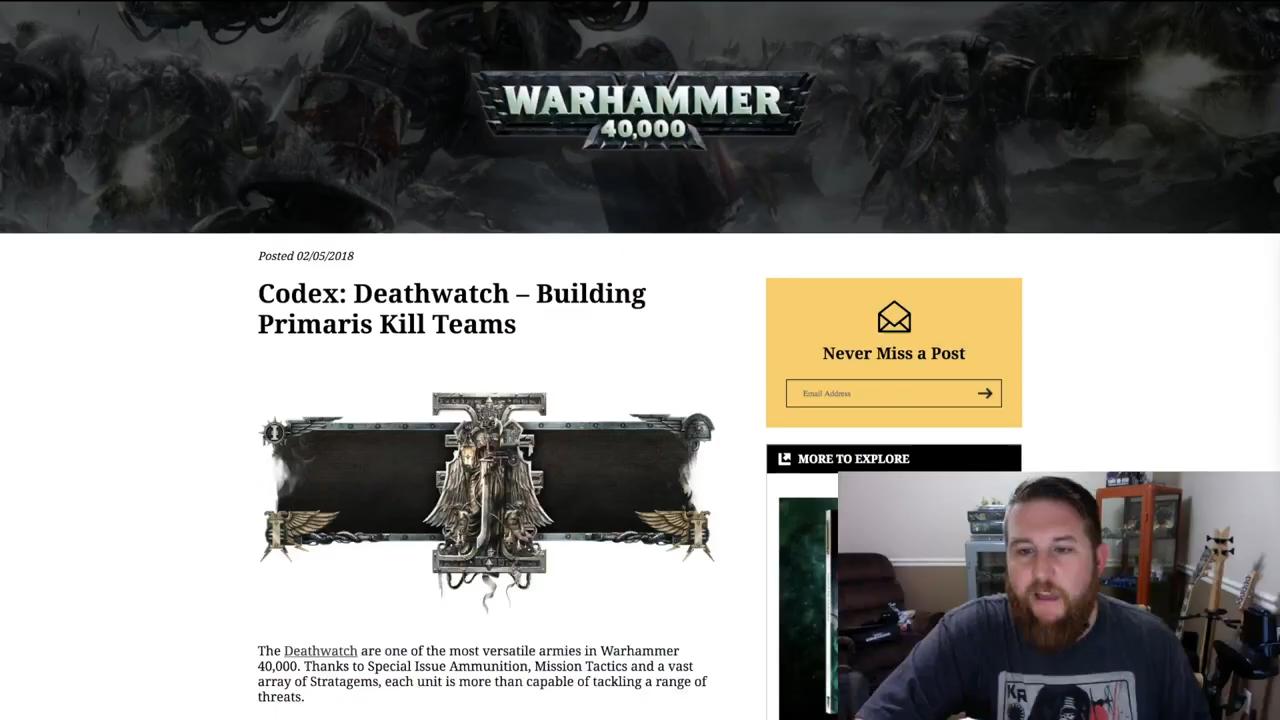 WARHAMMER
40,000
Posted 02/05/2018
Codex: Deathwatch – Building
Primaris Kill Teams
The Deathwatch are one of the most versatile armies in Warhammer
40,000. Thanks to Special Issue Ammunition, Mission Tactics and a vast
array of Stratagems, each unit is more than capable of tackling a range of
threats.
Never Miss a Post
Email Address
MORE TO EXPLORE
KR